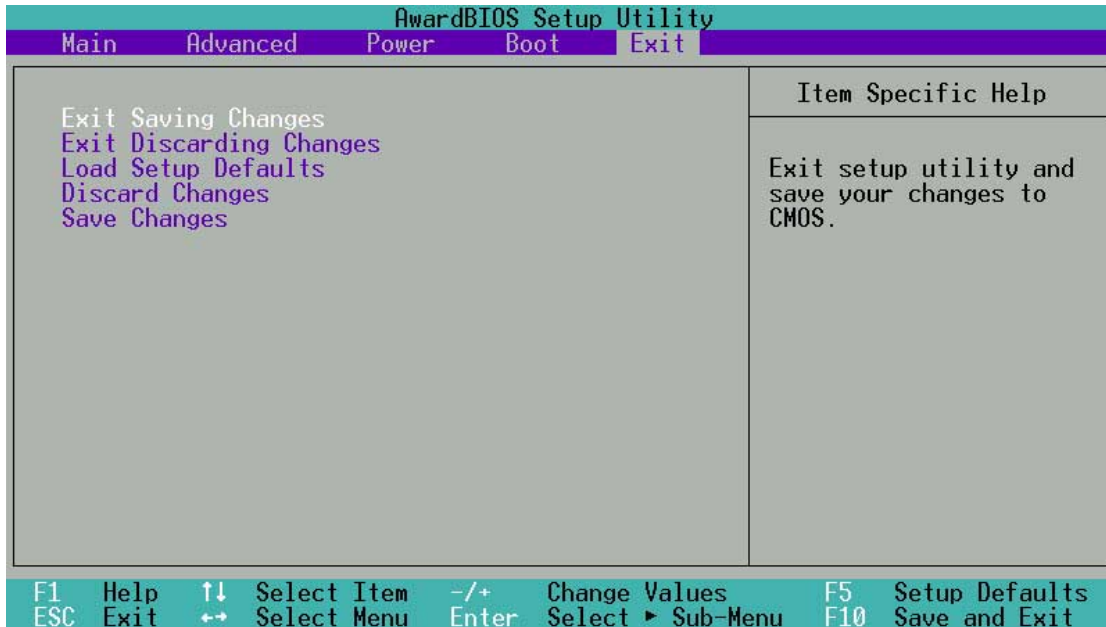 AwardBIOS Setup Utility
Main Advanced Power Boot Exit
Exit Saving Changes
Exit Discarding Changes
Load Setup Defaults
Discard Changes
Save Changes
Item Specific Help
Exit setup utility and
save your changes to
CMOS.
F1 Help ↑↓ Select Item -/+ Change Values F5 Setup Defaults
ESC Exit ←→ Select Menu Enter Select ► Sub-Menu F10 Save and Exit